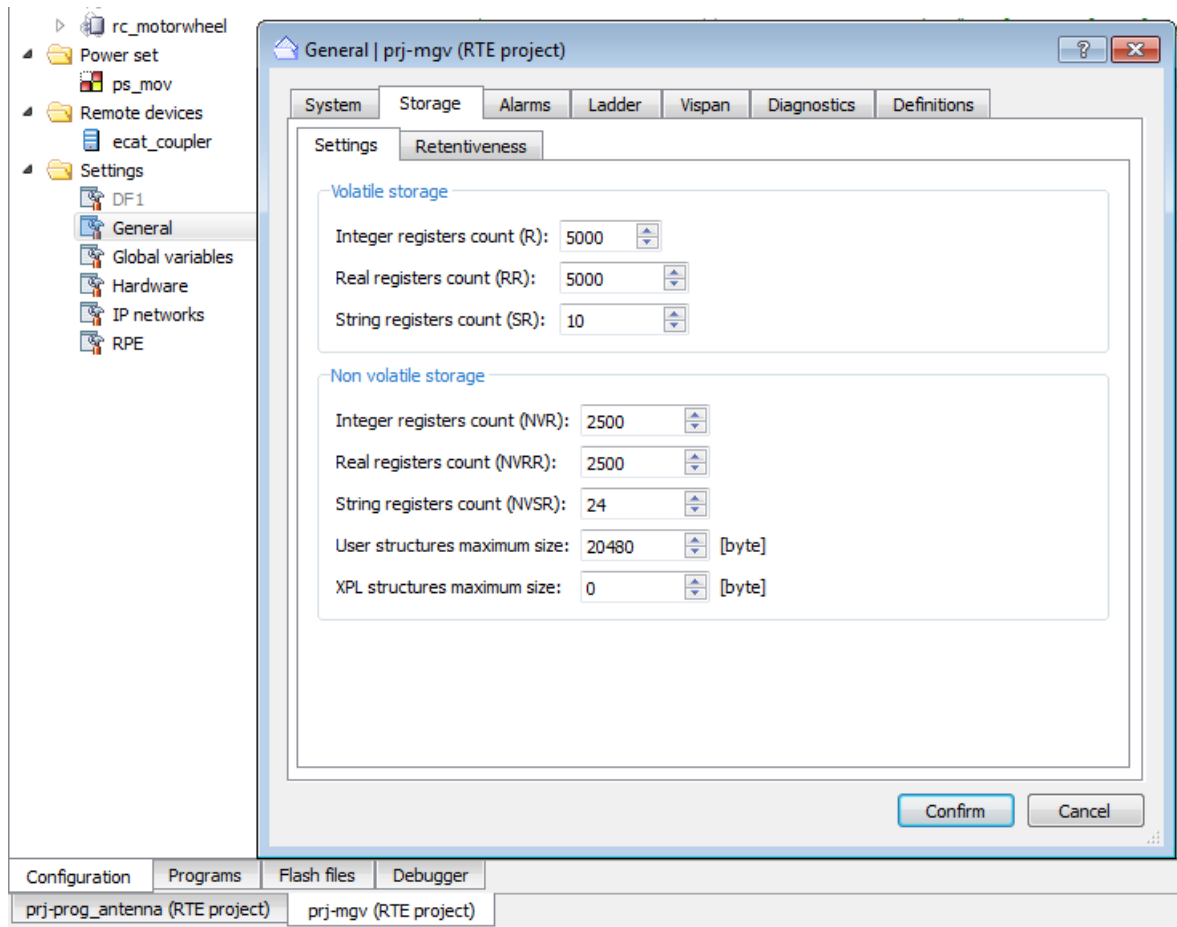 rc_motorwheel
Power set
ps_mov
Remote devices
ecat_coupler
Settings
DF1
General
Global variables
Hardware
IP networks
RPE
General | prj-mgv (RTE project)
System Storage Alarms Ladder Vispan Diagnostics Definitions
Settings Retentiveness
Volatile storage
Integer registers count (R): 5000
Real registers count (RR): 5000
String registers count (SR): 10
Non volatile storage
Integer registers count (NVR): 2500
Real registers count (NVRR): 2500
String registers count (NVSR): 24
User structures maximum size: 20480 [byte]
XPL structures maximum size: 0 [byte]
Confirm Cancel
Configuration Programs Flash files Debugger
prj-prog_antenna (RTE project) prj-mgv (RTE project)